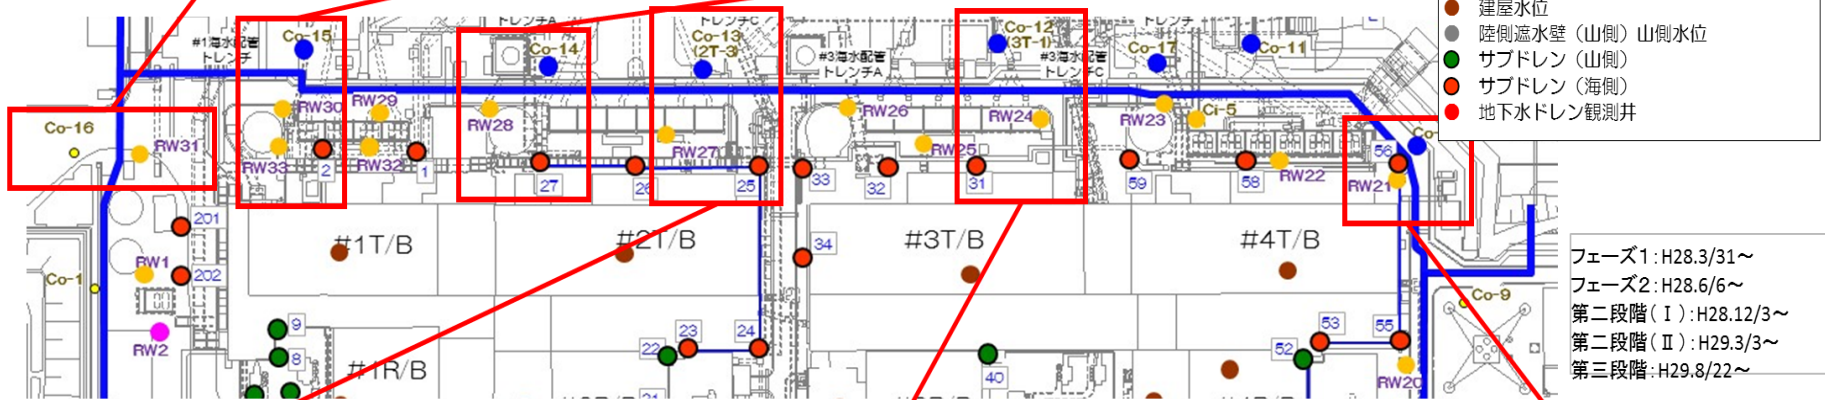 建屋水位
陸側遮水壁（山側）山側水位
サブドレン（山側）
サブドレン（海側）
地下水ドレン観測井
トレンチA
トレンチC
トレンチ
#1海水配管
トレンチ
Co-15
Co-14
Co-13
(2T-3)
#3海水配管
トレンチA
Co-12
(3T-1)
#3海水配管
トレンチC
Co-17
Co-11
Co-16
RW31
RW30
RW29
RW28
RW27
RW26
RW25
RW24
RW23
Ci-5
Co-
RW33
2
RW32
1
27
26
25
33
32
31
59
58
RW22
56
RW21
201
202
RW1
Co-1
RW2
#1T/B
#2T/B
34
#3T/B
#4T/B
Co-9
9
8
#1R/B
22
23
24
40
52
53
55
RW20
フェーズ1：H28.3/31～
フェーズ2：H28.6/6～
第二段階（Ⅰ）：H28.12/3～
第二段階（Ⅱ）：H29.3/3～
第三段階：H29.8/22～